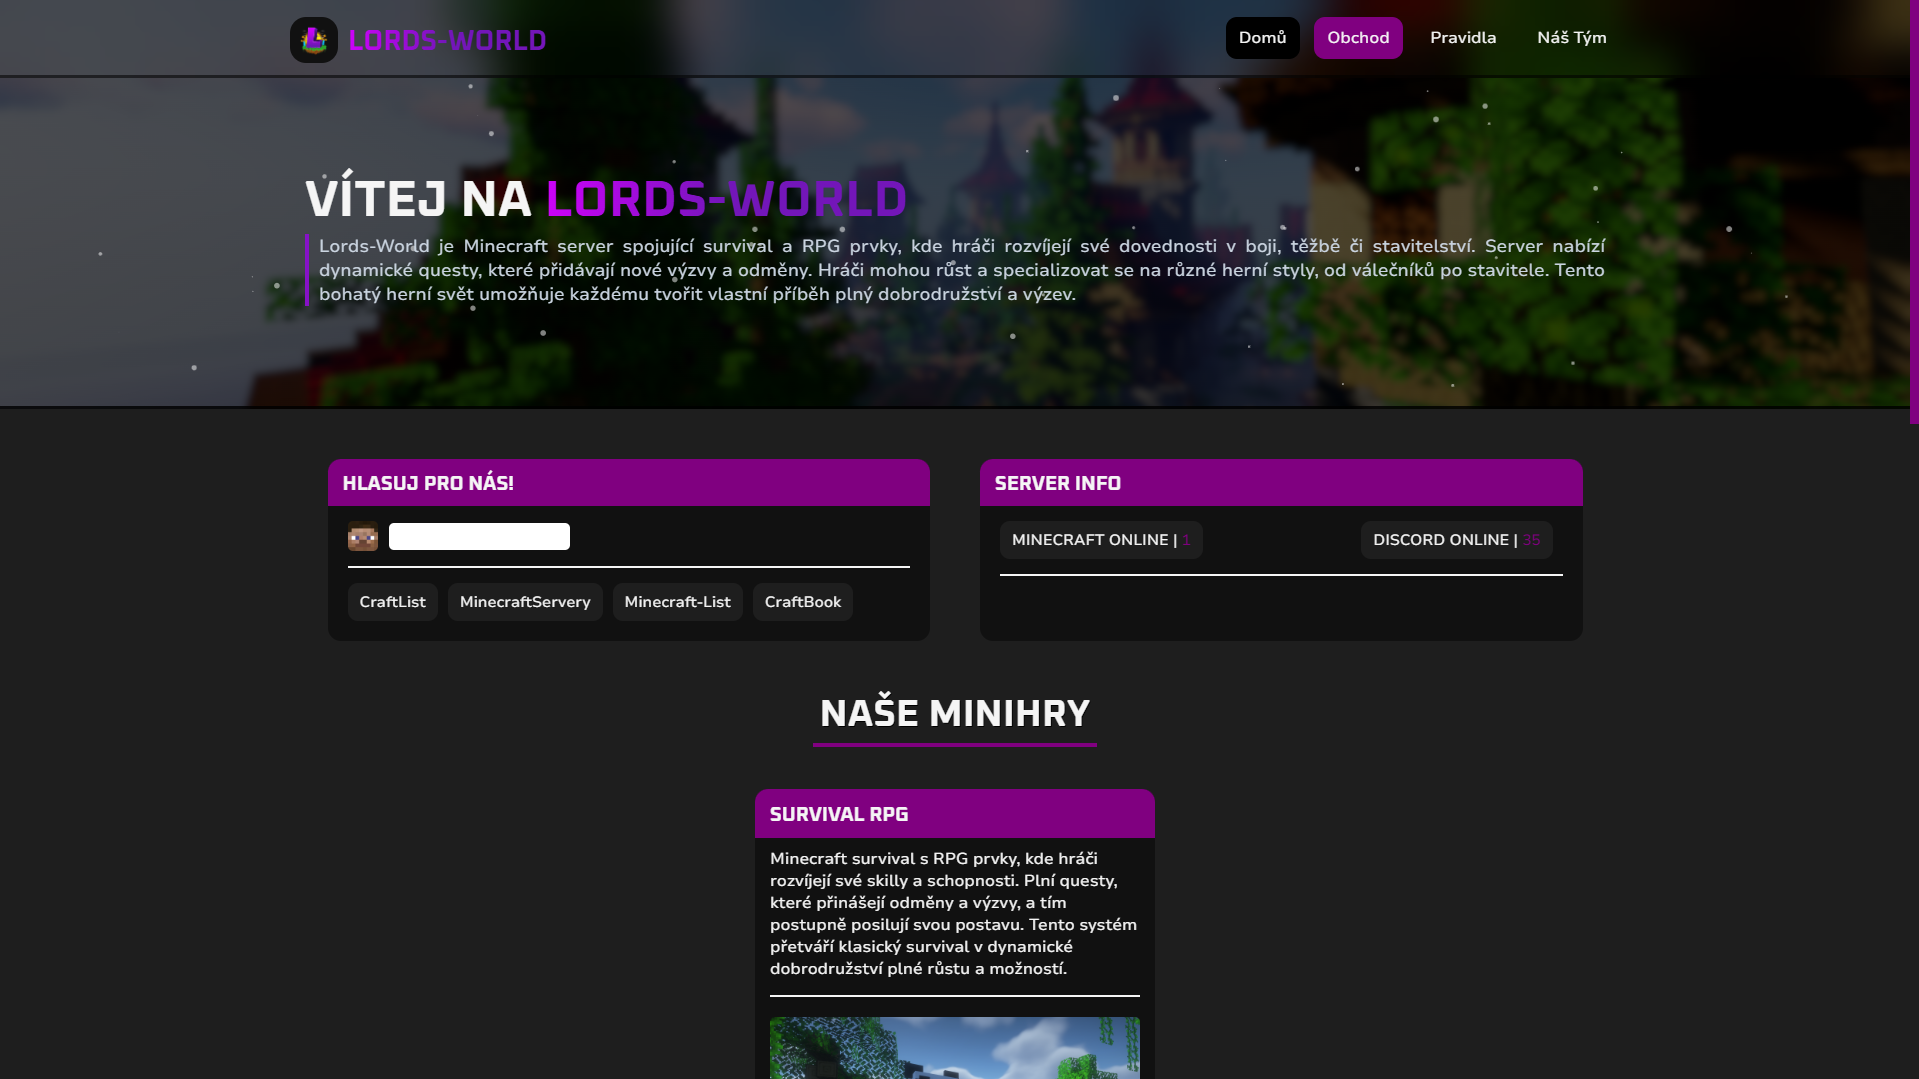 LORDS-WORLD
Domů
Obchod
Pravidla
Náš Tým
VÍTEJ NA LORDS-WORLD
Lords-World je Minecraft server spojující survival a RPG prvky, kde hráči rozvíjejí své dovednosti v boji, těžbě či stavitelství. Server nabízí
dynamické questy, které přidávají nové výzvy a odměny. Hráči mohou růst a specializovat se na různé herní styly, od válečníků po stavitele. Tento
bohatý herní svět umožňuje každému tvořit vlastní příběh plný dobrodružství a výzev.
HLASUJ PRO NÁS!
CraftList
MinecraftServery
Minecraft-List
CraftBook
SERVER INFO
MINECRAFT ONLINE | 1
DISCORD ONLINE | 35
NAŠE MINIHRY
SURVIVAL RPG
Minecraft survival s RPG prvky, kde hráči
rozvíjejí své skilly a schopnosti. Plní questy,
které přinášejí odměny a výzvy, a tím
postupně posilují svou postavu. Tento systém
přetváří klasický survival v dynamické
dobrodružství plné růstu a možností.